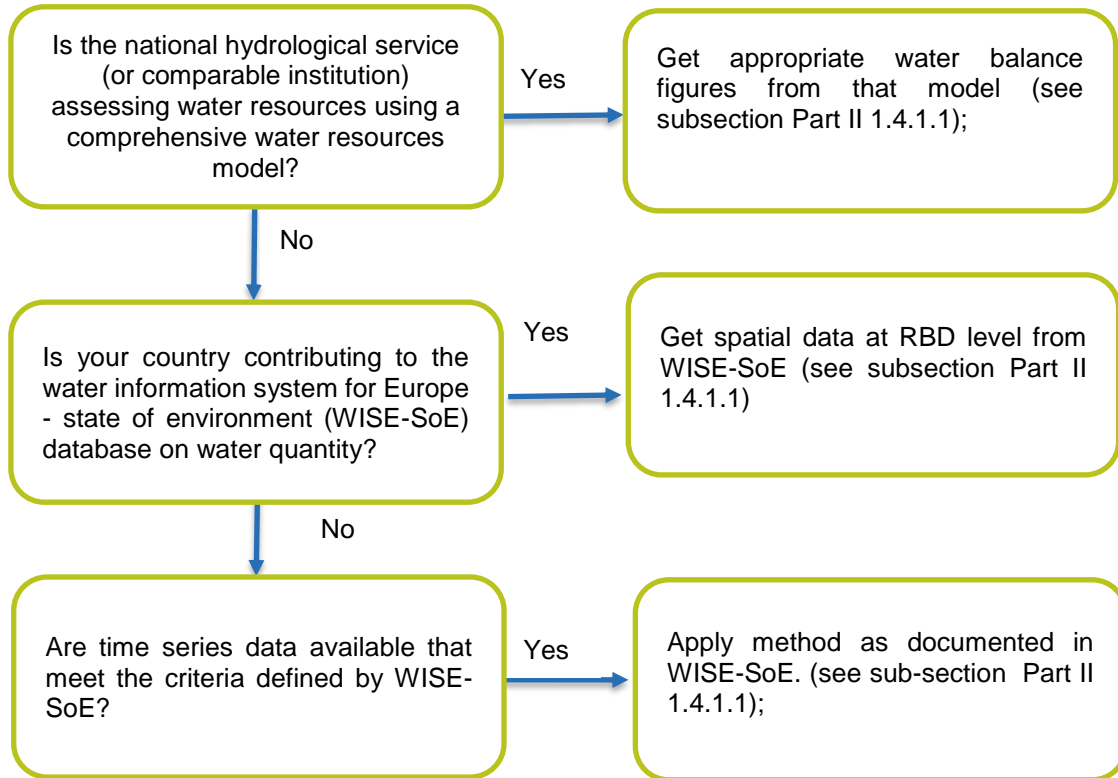 Is the national hydrological service
(or comparable institution)
assessing water resources using a
comprehensive water resources
model?
Yes
Get appropriate water balance
figures from that model (see
subsection Part II 1.4.1.1);
No
Is your country contributing to the
water information system for Europe
- state of environment (WISE-SoE)
database on water quantity?
Yes
Get spatial data at RBD level from
WISE-SoE (see subsection Part II
1.4.1.1)
No
Are time series data available that
meet the criteria defined by WISE-
SoE?
Yes
Apply method as documented in
WISE-SoE. (see sub-section Part II
1.4.1.1);